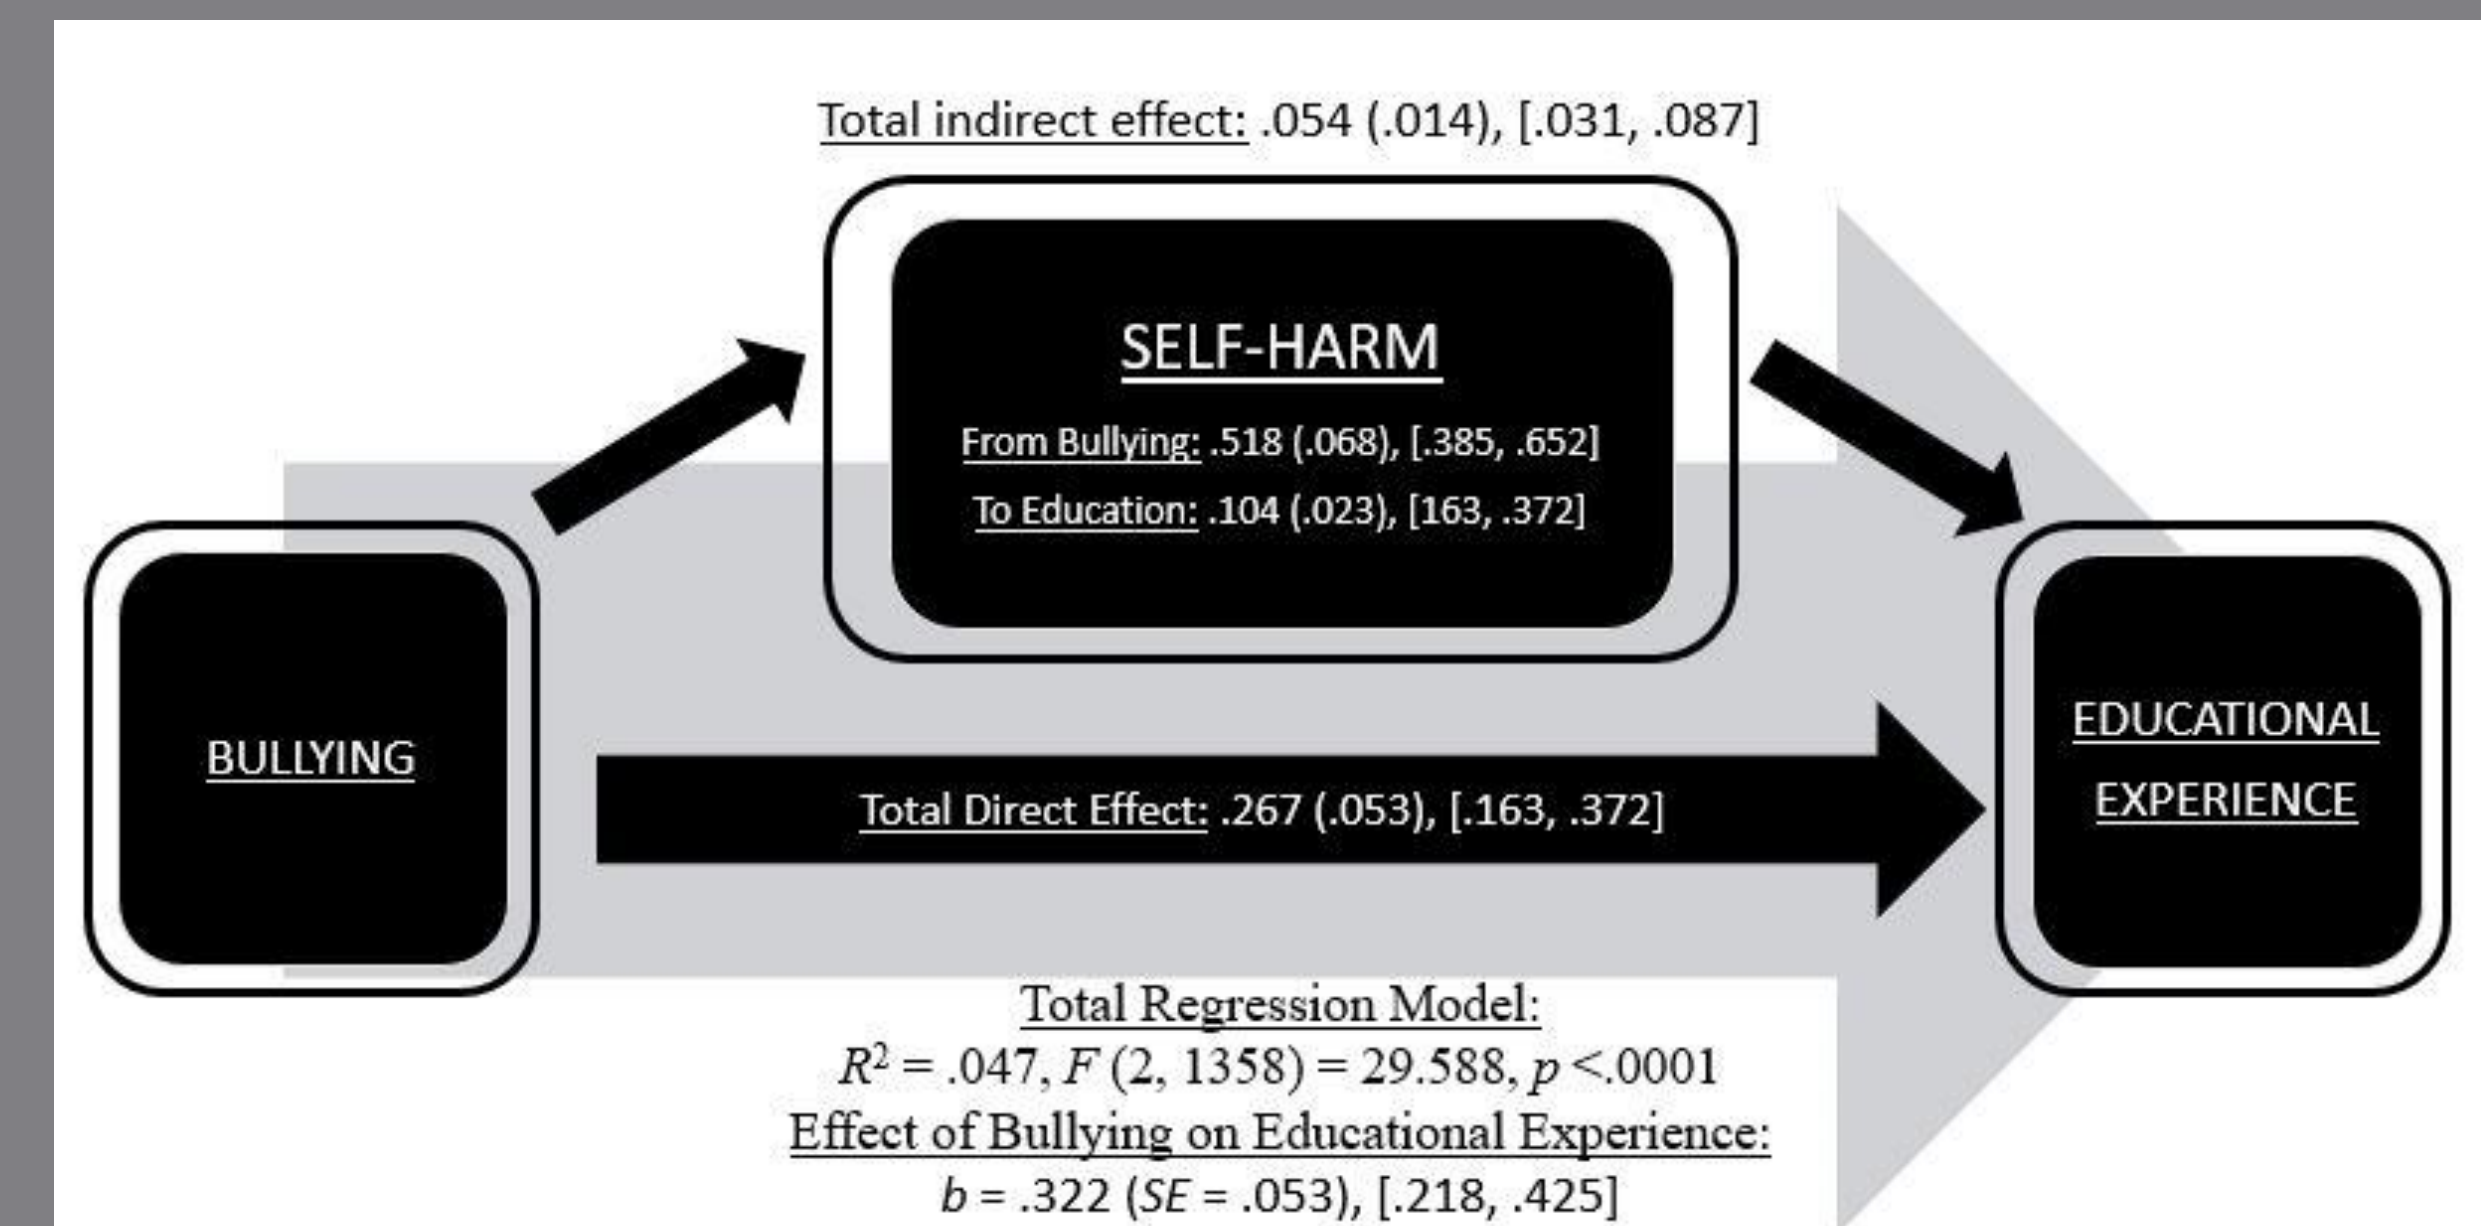 Total indirect effect: .054 (.014), [.031, .087]
SELF-HARM
From Bullying: .518 (.068), [.385, .652]
To Education: .104 (.023), [163, .372]
BULLYING
Total Direct Effect: .267 (.053), [.163, .372]
EDUCATIONAL
EXPERIENCE
Total Regression Model:
R² = .047, F (2, 1358) = 29.588, p <.0001
Effect of Bullying on Educational Experience:
b = .322 (SE = .053), [.218, .425]